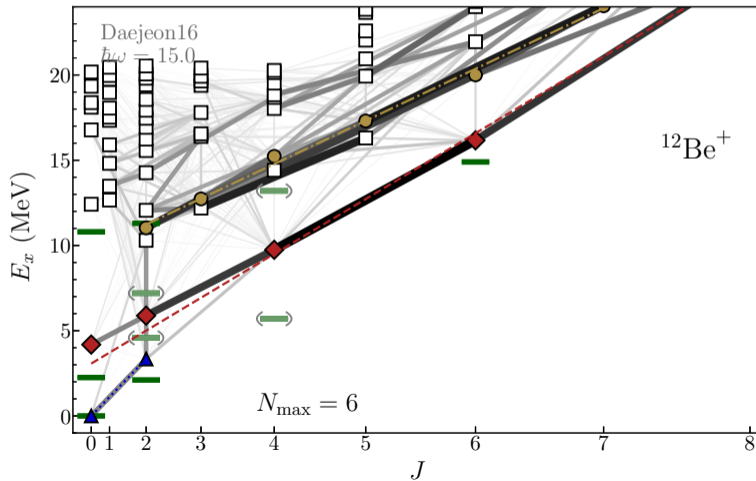 Daejeon16
ℏω = 15.0
¹²Be⁺
N_max = 6
E_x (MeV)
20
15
10
5
0
0 1 2 3 4 5 6 7 8
J